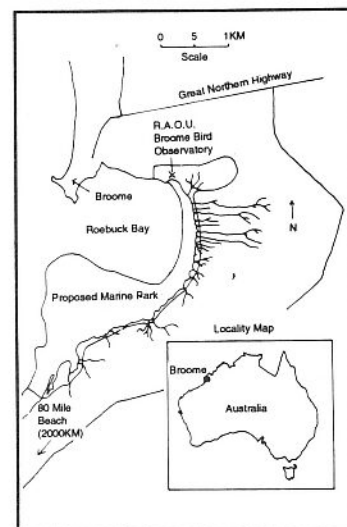 0 5 1KM
Scale
Great Northern Highway
R.A.O.U.
Broome Bird
Observatory
Broome
Roebuck Bay
N
Proposed Marine Park
Locality Map
Broome
Australia
80 Mile
Beach
(2000KM)